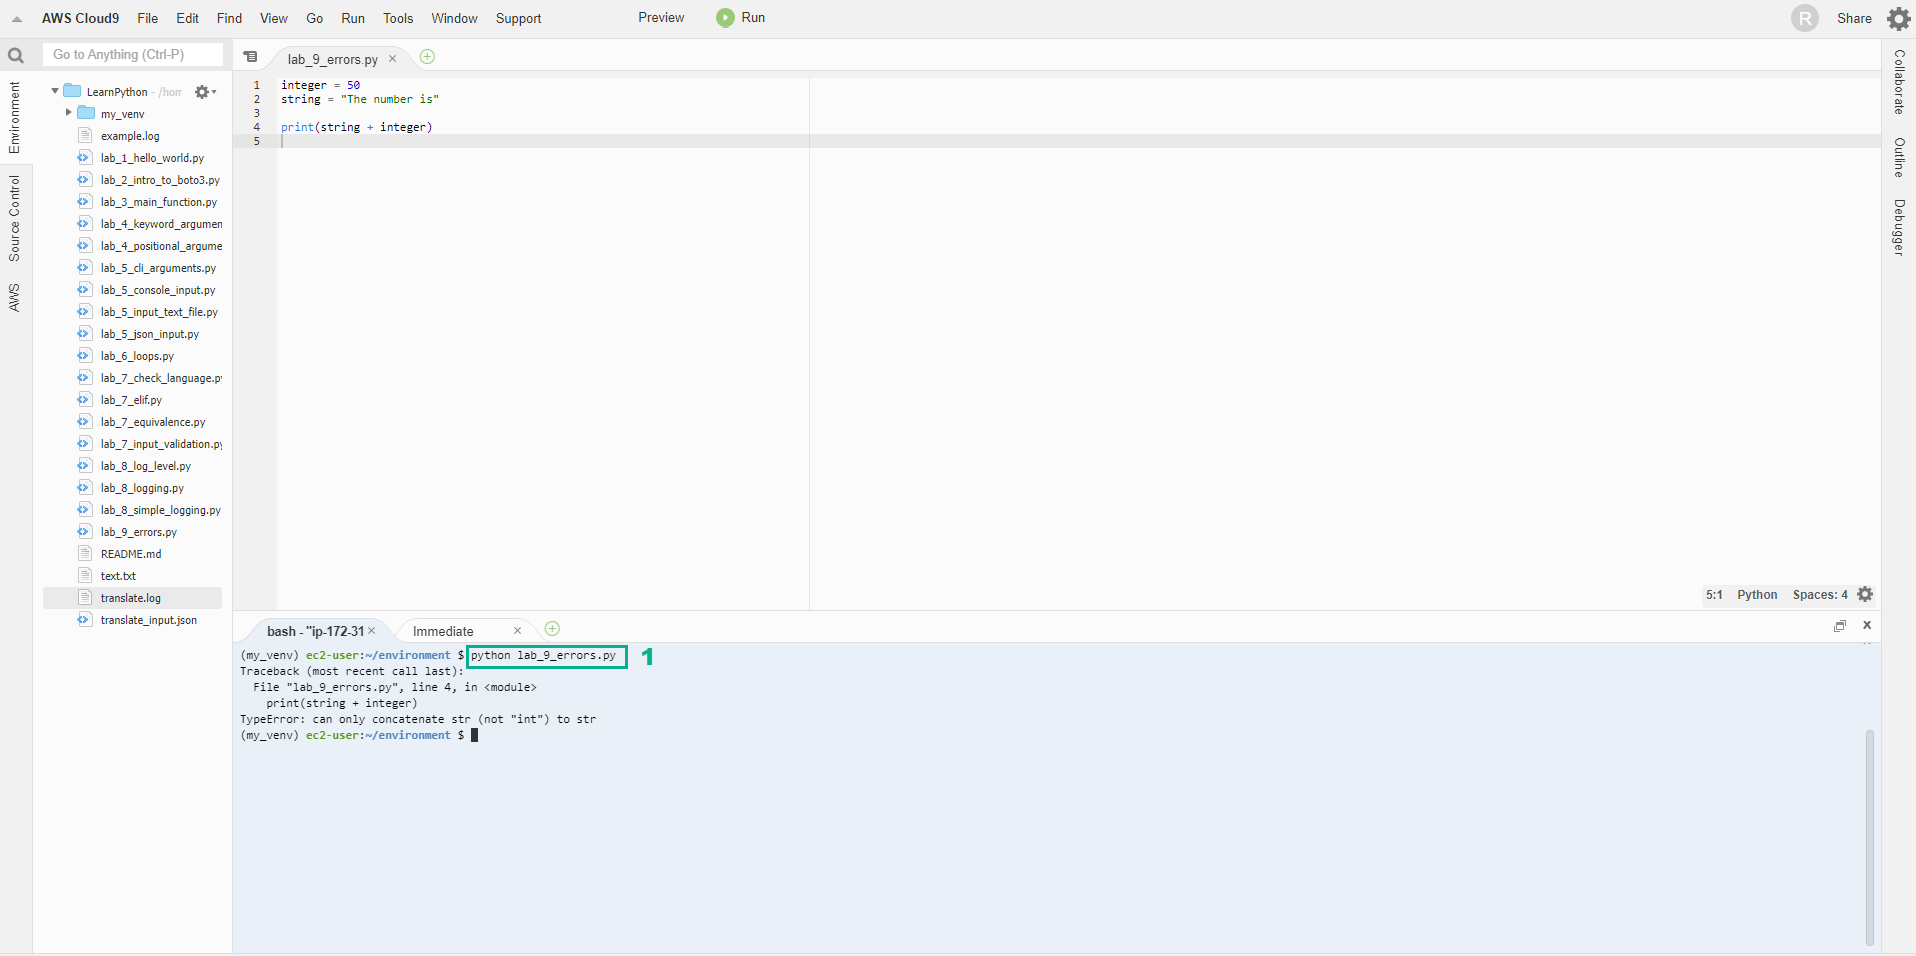 AWS Cloud9 File Edit Find View Go Run Tools Window Support Preview Run R Share
Go to Anything (Ctrl-P)
lab_9_errors.py
Environment
Source Control
AWS
LearnPython - /hom
my_venv
example.log
lab_1_hello_world.py
lab_2_intro_to_boto3.py
lab_3_main_function.py
lab_4_keyword_argumen
lab_4_positional_argume
lab_5_cli_arguments.py
lab_5_console_input.py
lab_5_input_text_file.py
lab_5_json_input.py
lab_6_loops.py
lab_7_check_language.py
lab_7_elif.py
lab_7_equivalence.py
lab_7_input_validation.py
lab_8_log_level.py
lab_8_logging.py
lab_8_simple_logging.py
lab_9_errors.py
README.md
text.txt
translate.log
translate_input.json
1 integer = 50
2 string = "The number is"
3
4 print(string + integer)
5
5:1 Python Spaces: 4
Collaborate
Outline
Debugger
bash - "ip-172-31 Immediate
(my_venv) ec2-user:~/environment $ python lab_9_errors.py 1
Traceback (most recent call last):
File "lab_9_errors.py", line 4, in <module>
print(string + integer)
TypeError: can only concatenate str (not "int") to str
(my_venv) ec2-user:~/environment $